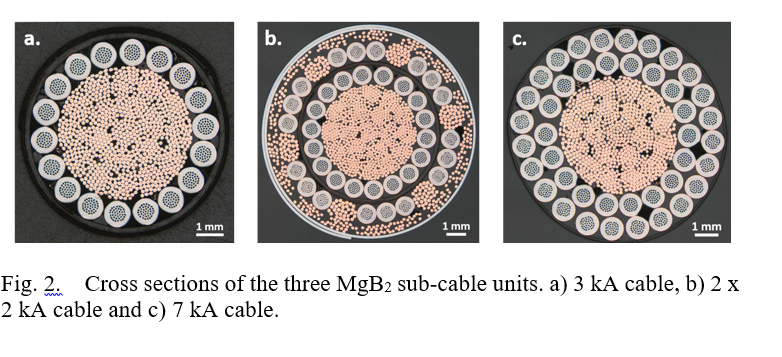 a.
b.
c.
1 mm
1 mm
1 mm
Fig. 2. Cross sections of the three MgB2 sub-cable units. a) 3 kA cable, b) 2 x
2 kA cable and c) 7 kA cable.